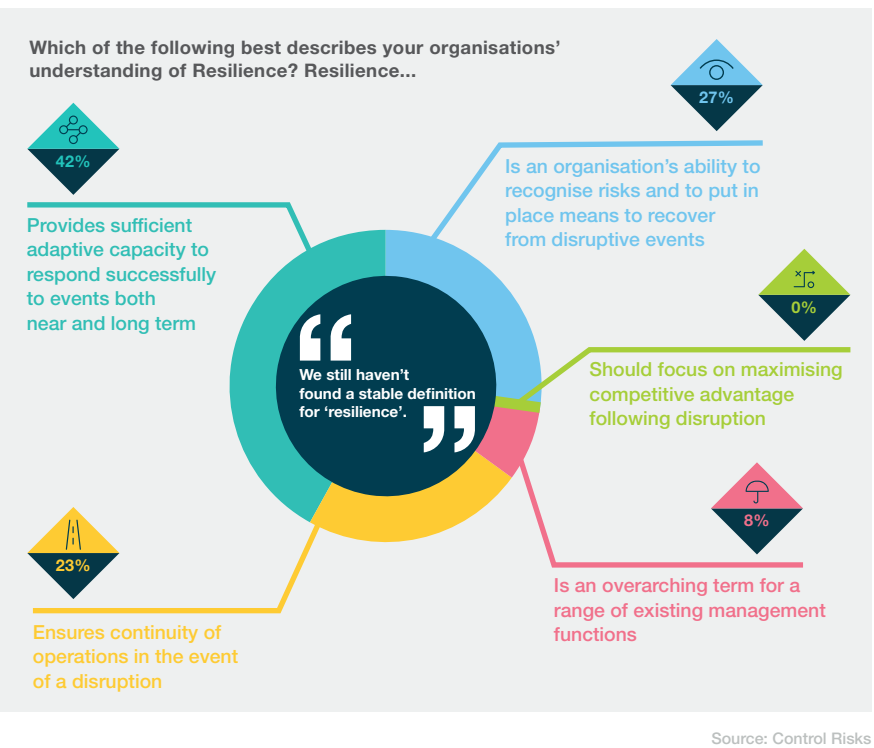 Which of the following best describes your organisations’
understanding of Resilience? Resilience...
27%
Is an organisation’s ability to
recognise risks and to put in
place means to recover
from disruptive events
42%
Provides sufficient
adaptive capacity to
respond successfully
to events both
near and long term
0%
Should focus on maximising
competitive advantage
following disruption
“
We still haven’t
found a stable definition
for ‘resilience’.
”
8%
Is an overarching term for a
range of existing management
functions
23%
Ensures continuity of
operations in the event
of a disruption
Source: Control Risks